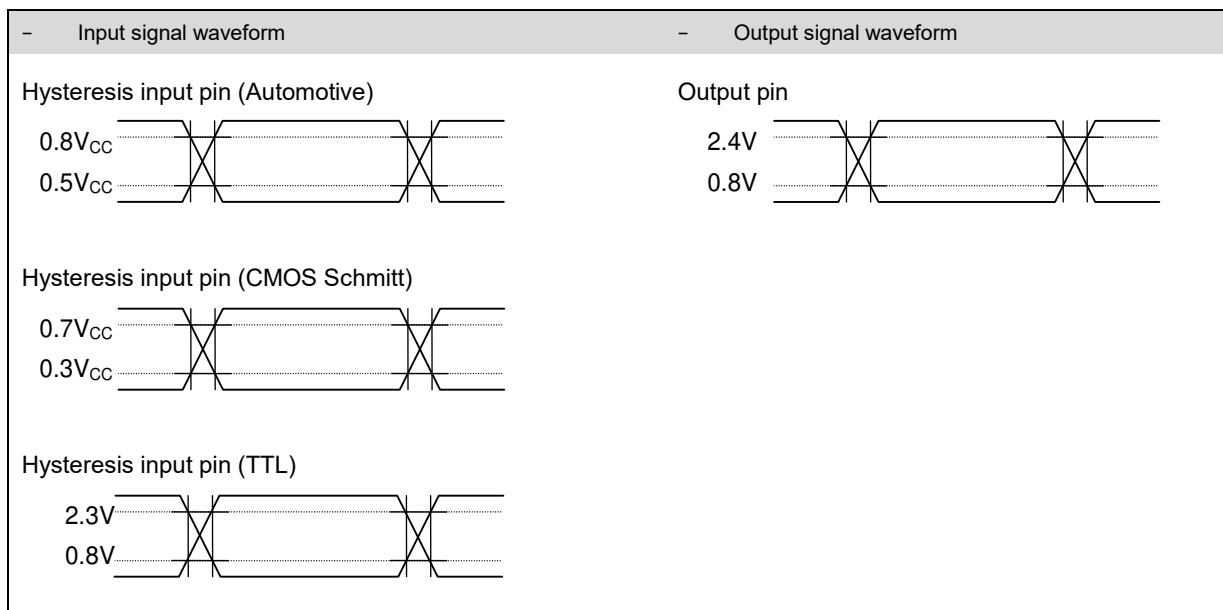 – Input signal waveform
– Output signal waveform
Hysteresis input pin (Automotive)
0.8VCC
0.5VCC
Output pin
2.4V
0.8V
Hysteresis input pin (CMOS Schmitt)
0.7VCC
0.3VCC
Hysteresis input pin (TTL)
2.3V
0.8V